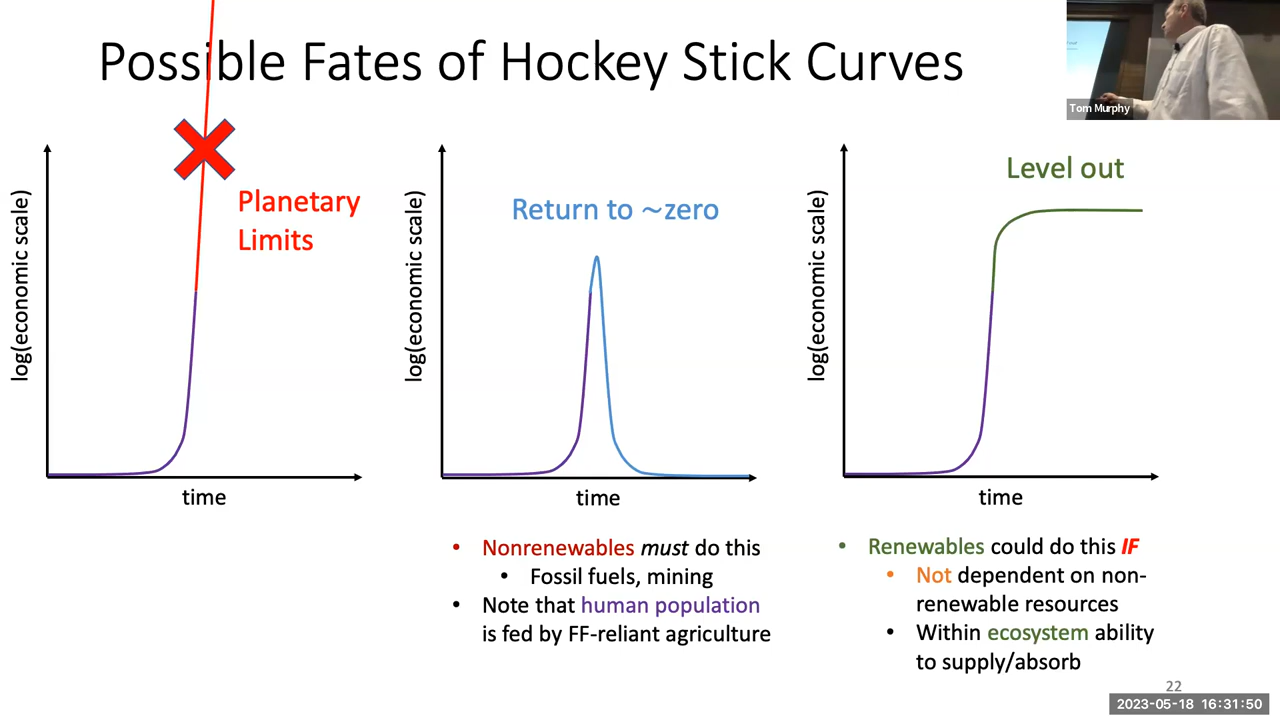 Possible Fates of Hockey Stick Curves
Tom Murphy
log(economic scale)
Planetary
Limits
time
log(economic scale)
Return to ~zero
time
• Nonrenewables must do this
• Fossil fuels, mining
• Note that human population
is fed by FF-reliant agriculture
log(economic scale)
Level out
time
• Renewables could do this IF
• Not dependent on non-
renewable resources
• Within ecosystem ability
to supply/absorb
22
2023-05-18 16:31:50